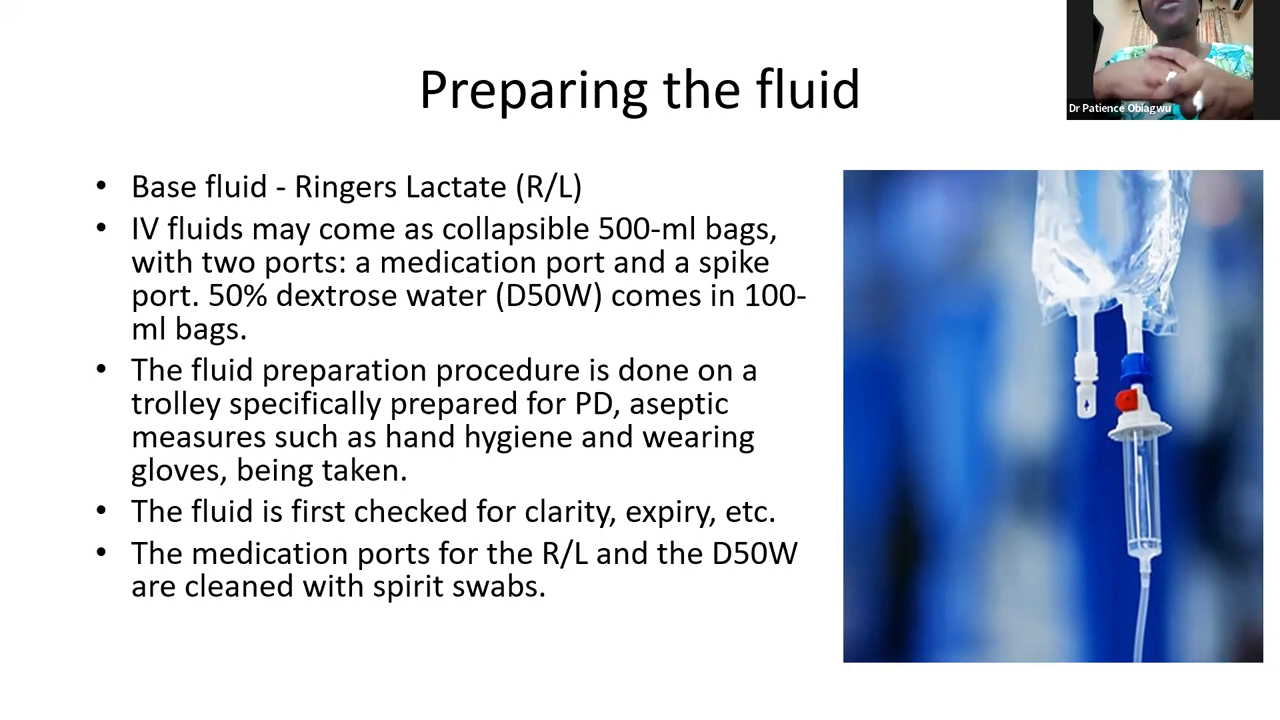 Preparing the fluid
Dr Patience Obiagwu
• Base fluid - Ringers Lactate (R/L)
• IV fluids may come as collapsible 500-ml bags,
with two ports: a medication port and a spike
port. 50% dextrose water (D50W) comes in 100-
ml bags.
• The fluid preparation procedure is done on a
trolley specifically prepared for PD, aseptic
measures such as hand hygiene and wearing
gloves, being taken.
• The fluid is first checked for clarity, expiry, etc.
• The medication ports for the R/L and the D50W
are cleaned with spirit swabs.